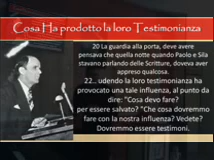 Cosa Ha prodotto la loro Testimonianza
20 La guardia alla porta, deve avere
pensava che quella notte quando Paolo e Sila
stavano parlando delle Scritture, doveva aver
appreso qualcosa.
22.. udendo la loro testimonianza ha
provocato una tale influenza, al punto da
dire: "Cosa devo fare?
per essere salvato? "Che cosa dovremmo
fare con la nostra influenza? Vedete?
Dovremmo essere testimoni.